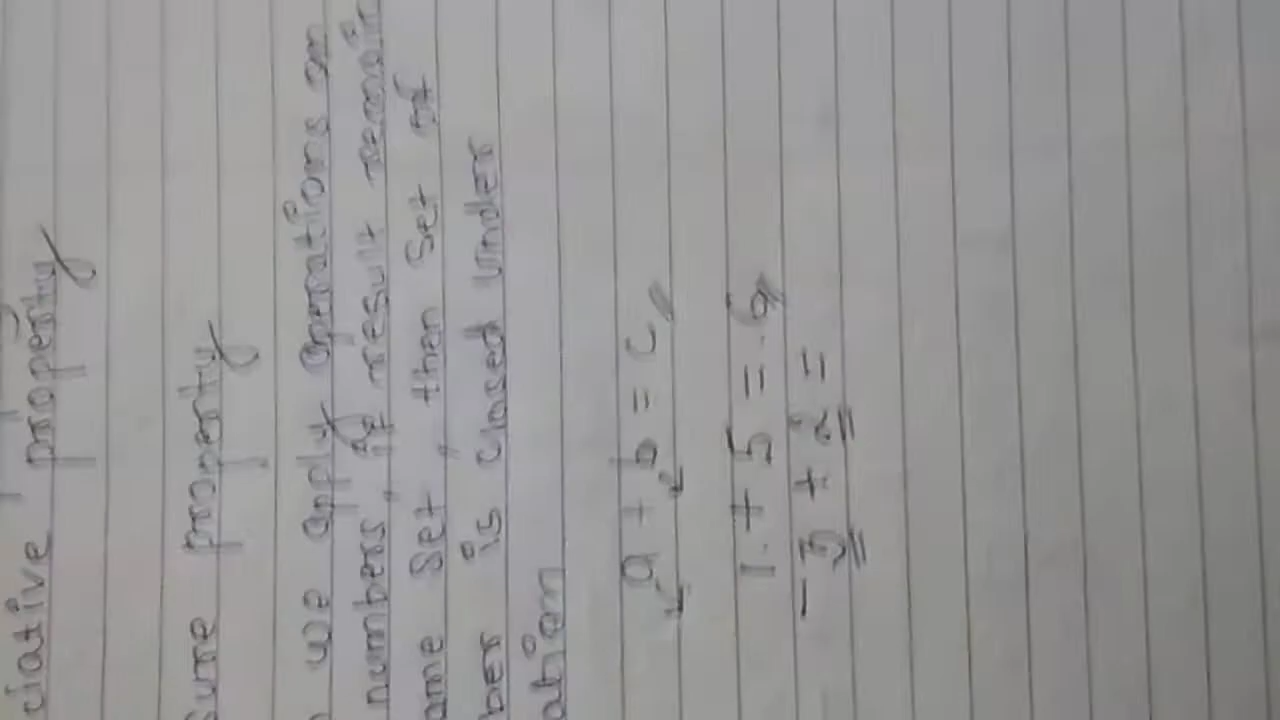 ciative property
sure property
we apply operations on
numbers, if result remain
ame set, then set of
ber is closed under
ation
a + b = c
1 + 5 = 6
- 3 + 2 =